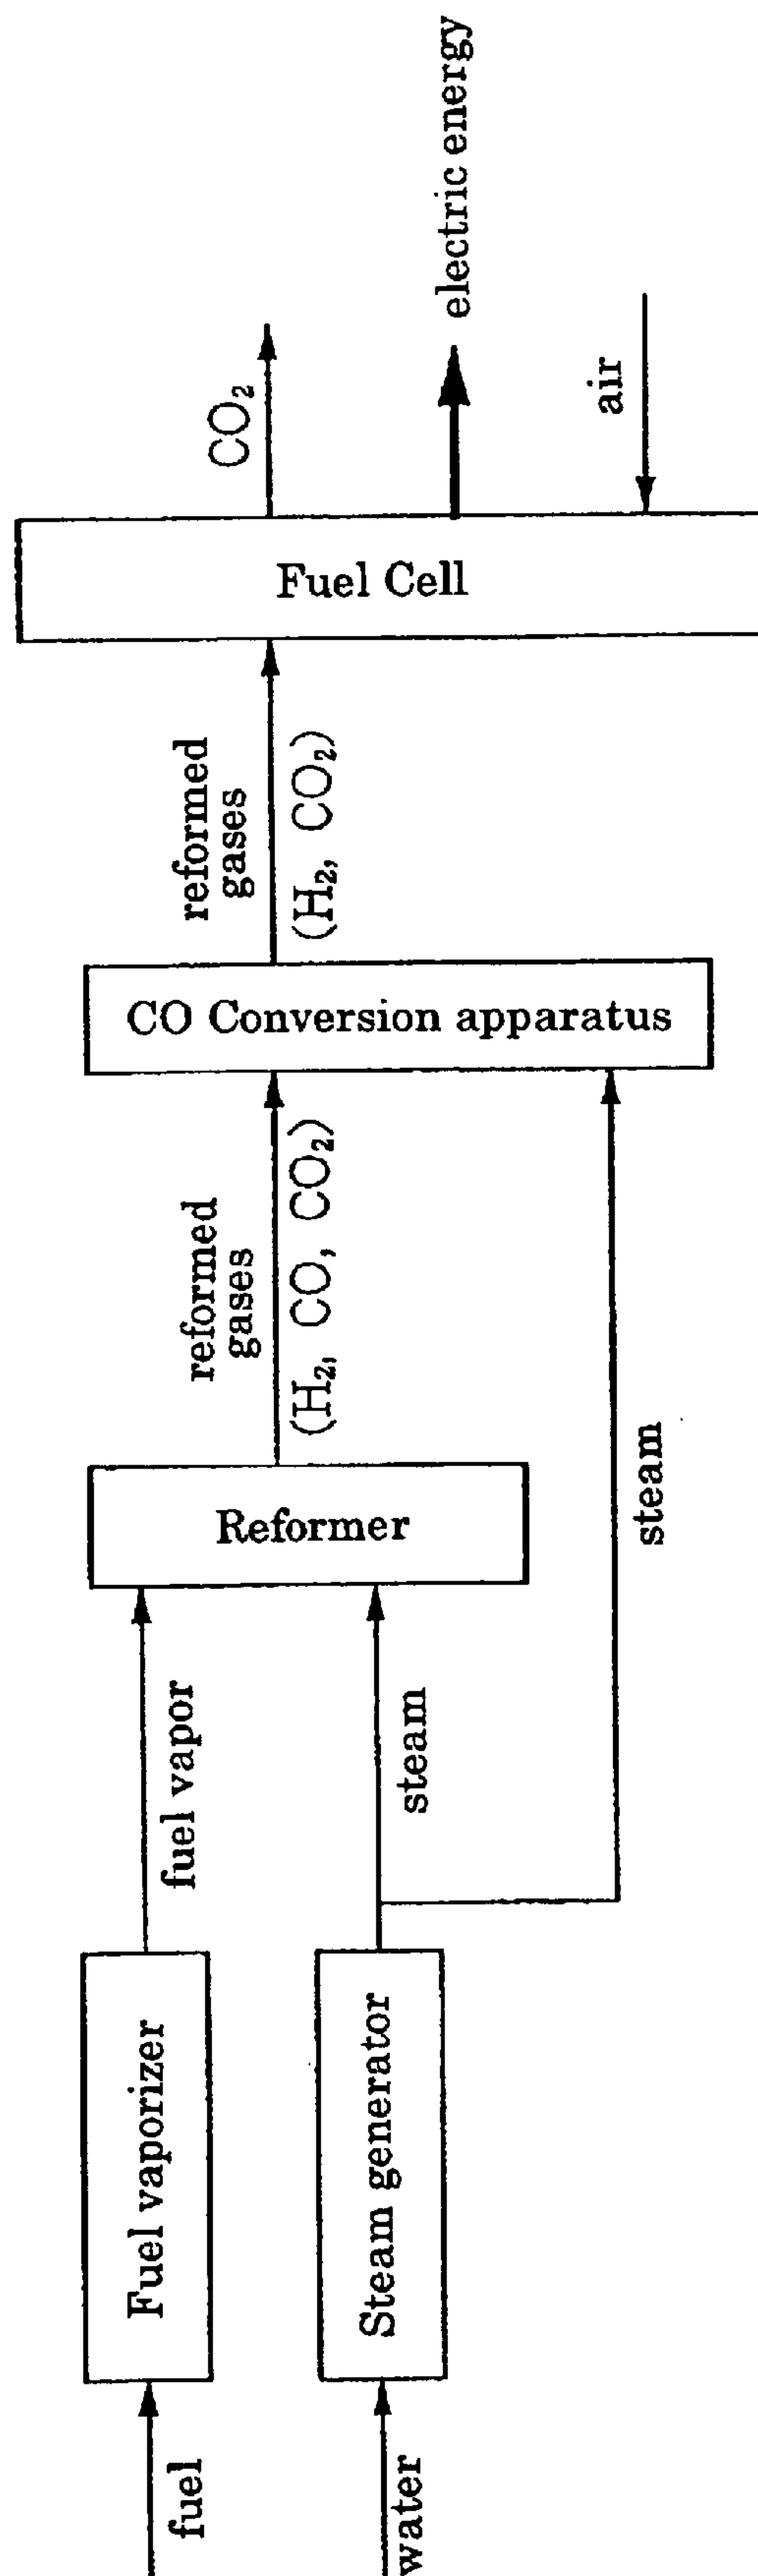 electric energy
CO2
air
Fuel Cell
reformed
gases
(H2, CO2)
CO Conversion apparatus
reformed
gases
(H2, CO, CO2)
steam
Reformer
fuel vapor
steam
Fuel vaporizer
Steam generator
fuel
water